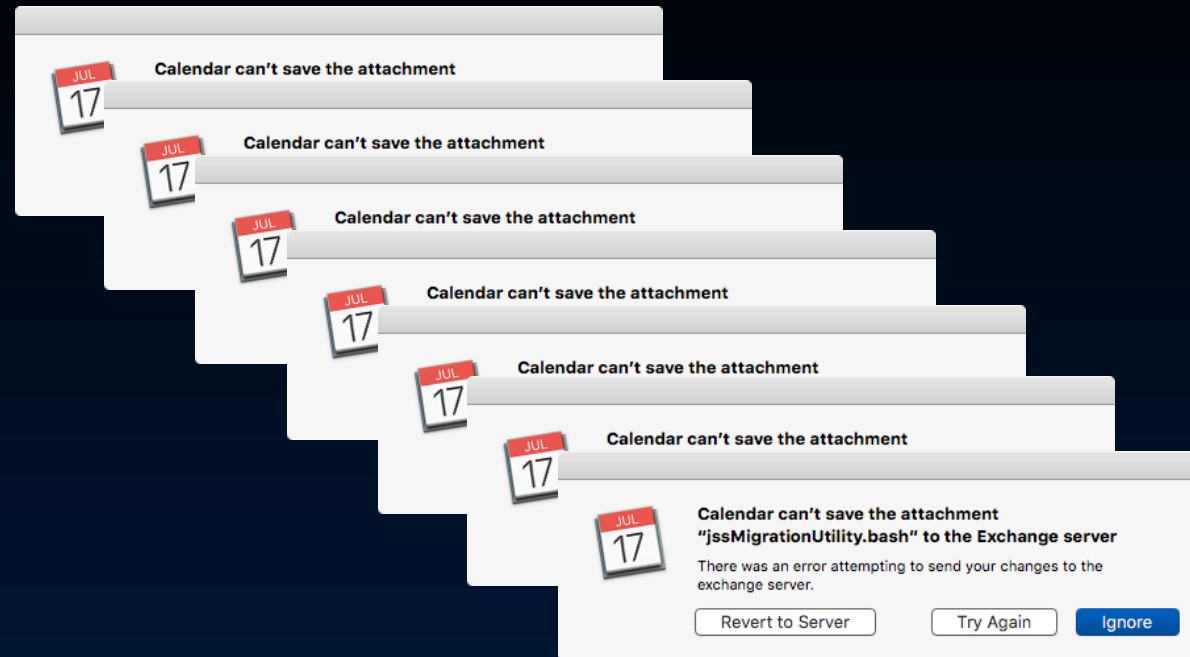 JUL
17
Calendar can’t save the attachment
JUL
17
Calendar can’t save the attachment
JUL
17
Calendar can’t save the attachment
JUL
17
Calendar can’t save the attachment
JUL
17
Calendar can’t save the attachment
JUL
17
Calendar can’t save the attachment
JUL
17
Calendar can’t save the attachment
“jssMigrationUtility.bash” to the Exchange server
There was an error attempting to send your changes to the
exchange server.
Revert to Server Try Again Ignore